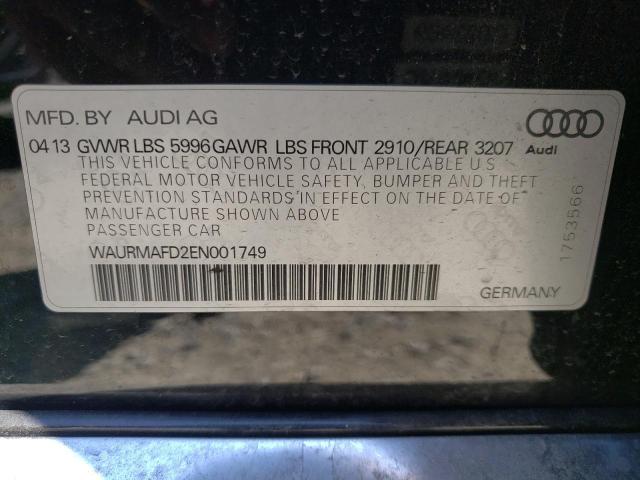 MFD. BY AUDI AG
04 13 GVWR LBS 5996 GAWR LBS FRONT 2910/REAR 3207
Audi
THIS VEHICLE CONFORMS TO ALL APPLICABLE U S
FEDERAL MOTOR VEHICLE SAFETY, BUMPER AND THEFT
PREVENTION STANDARDS IN EFFECT ON THE DATE OF
MANUFACTURE SHOWN ABOVE
PASSENGER CAR
WAURMAFD2EN001749
GERMANY
1753566